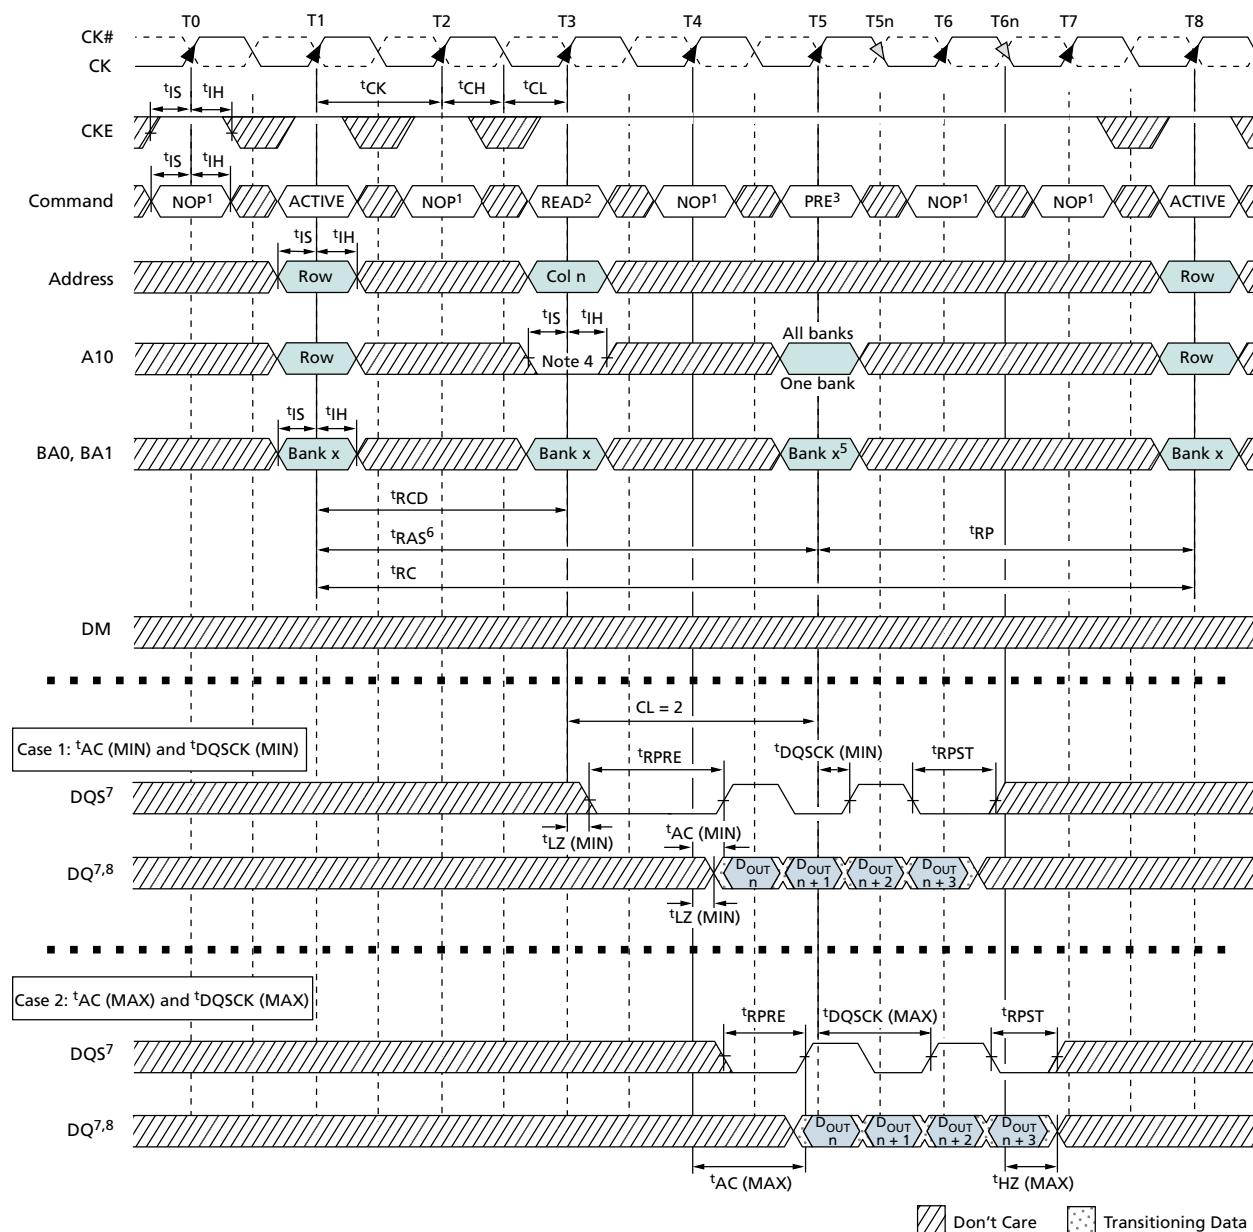 T0 T1 T2 T3 T4 T5 T5n T6 T6n T7 T8
CK#
CK
tIS tIH tCK tCH tCL
CKE
tIS tIH
Command NOP1 ACTIVE NOP1 READ2 NOP1 PRE3 NOP1 NOP1 ACTIVE
tIS tIH
Address Row Col n Row
tIS tIH All banks
A10 Row Note 4 Row
One bank
tIS tIH
BA0, BA1 Bank x Bank x Bank x5 Bank x
tRCD
tRAS6 tRP
tRC
DM
CL = 2
Case 1: tAC (MIN) and tDQSCK (MIN)
tRPRE tDQSCK (MIN) tRPST
DQS7
tLZ (MIN) tAC (MIN)
DQ7,8 DOUT n DOUT n + 1 DOUT n + 2 DOUT n + 3
tLZ (MIN)
Case 2: tAC (MAX) and tDQSCK (MAX)
tRPRE tDQSCK (MAX) tRPST
DQS7
DQ7,8 DOUT n DOUT n + 1 DOUT n + 2 DOUT n + 3
tAC (MAX) tHZ (MAX)
Don't Care Transitioning Data